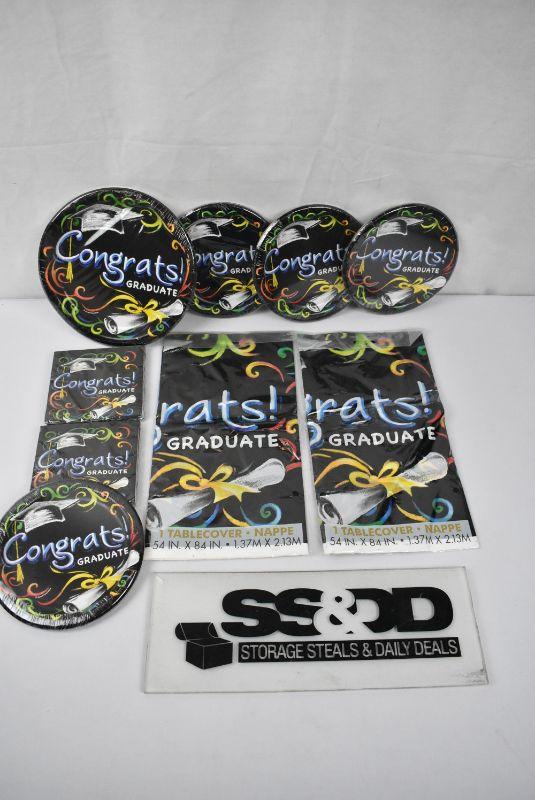 Congrats!
GRADUATE
Congrats!
GRADUATE
Congrats!
GRADUATE
Congrats!
GRADUATE
Congrats!
GRADUATE
Congrats!
GRADUATE
Congrats!
GRADUATE
rats!
GRADUATE
1 TABLECOVER • NAPPE
54 IN. X 84 IN. • 1.37M X 2.13M
rats!
GRADUATE
1 TABLECOVER • NAPPE
54 IN. X 84 IN. • 1.37M X 2.13M
SS&DD
STORAGE STEALS & DAILY DEALS